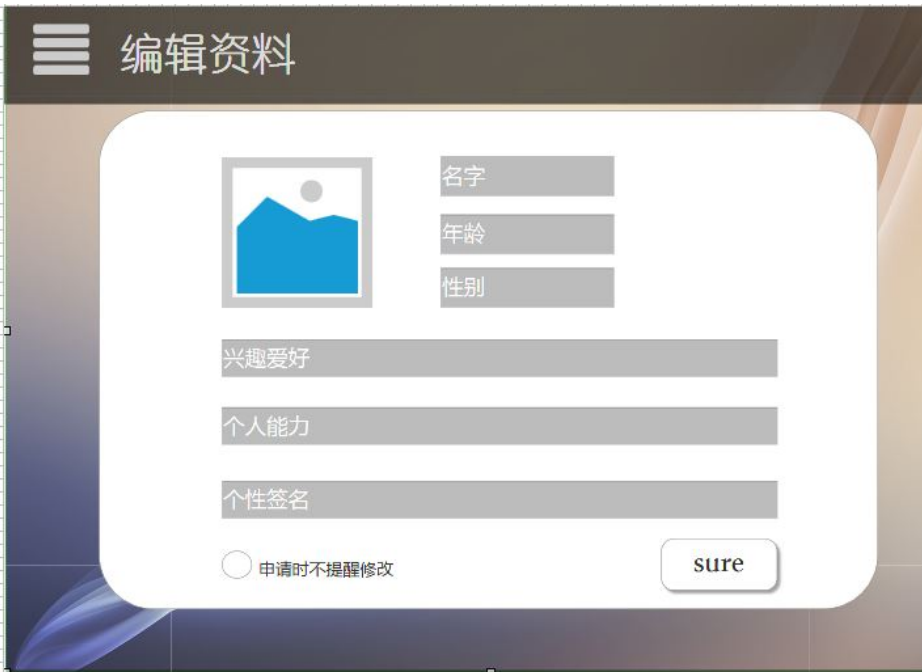 编辑资料
名字
年龄
性别
兴趣爱好
个人能力
个性签名
申请时不提醒修改
sure